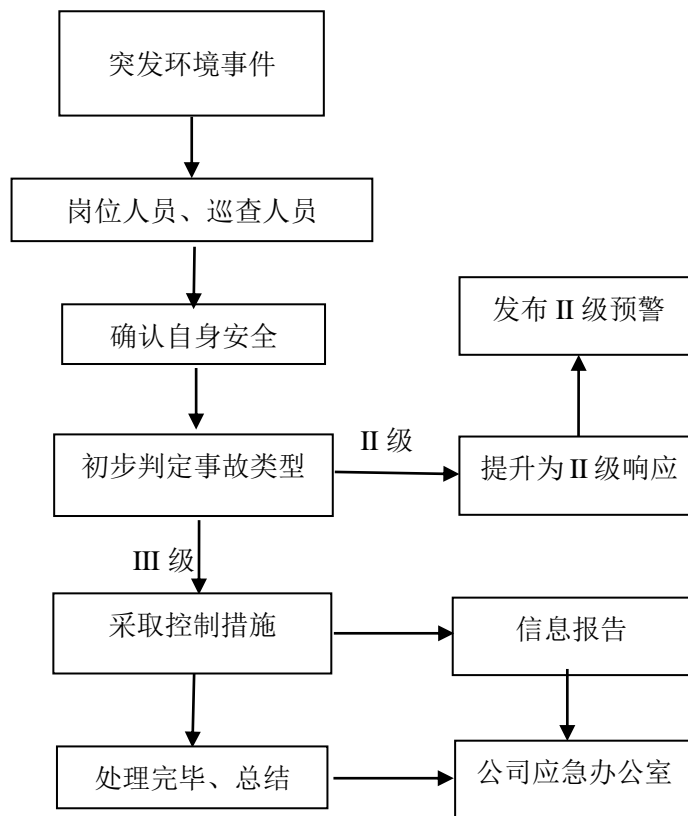 突发环境事件
岗位人员、巡查人员
确认自身安全
发布 II 级预警
初步判定事故类型
II 级
提升为 II 级响应
III 级
采取控制措施
信息报告
处理完毕、总结
公司应急办公室